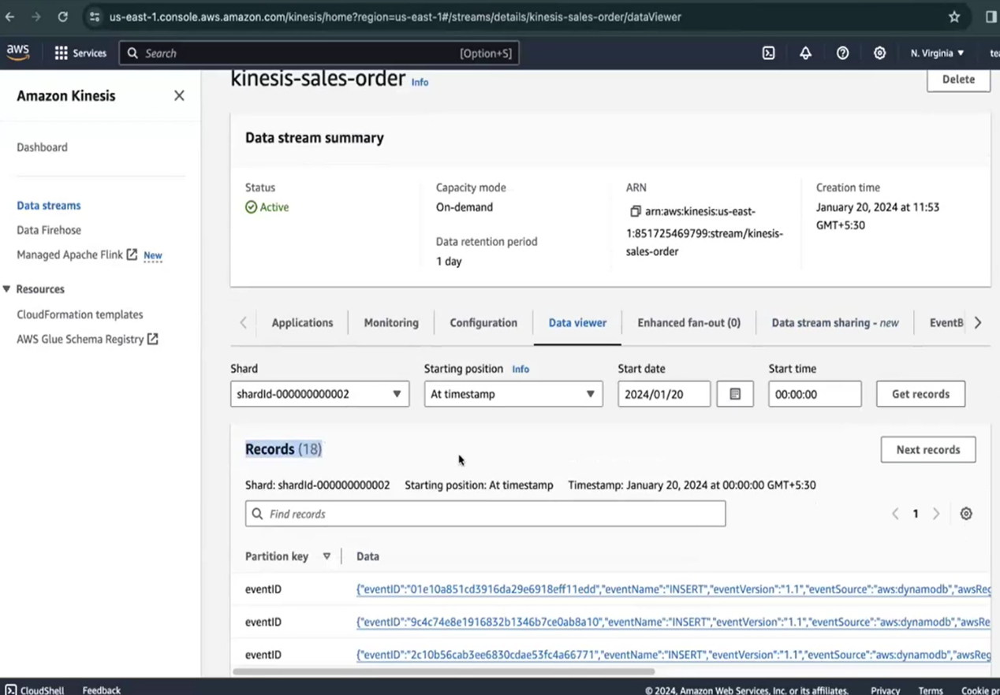 us-east-1.console.aws.amazon.com/kinesis/home?region=us-east-1#/streams/details/kinesis-sales-order/dataViewer
aws Services Search [Option+S] N. Virginia ▼ tea
Amazon Kinesis
Dashboard
Data streams
Data Firehose
Managed Apache Flink New
▼ Resources
CloudFormation templates
AWS Glue Schema Registry
kinesis-sales-order Info
Delete
Data stream summary
Status
Active
Capacity mode
On-demand
Data retention period
1 day
ARN
arn:aws:kinesis:us-east-
1:851725469799:stream/kinesis-
sales-order
Creation time
January 20, 2024 at 11:53
GMT+5:30
Applications Monitoring Configuration Data viewer Enhanced fan-out (0) Data stream sharing - new EventB
Shard Starting position Info Start date Start time
shardId-000000000002 At timestamp 2024/01/20 00:00:00 Get records
Records (18) Next records
Shard: shardId-000000000002 Starting position: At timestamp Timestamp: January 20, 2024 at 00:00:00 GMT+5:30
Find records 1
Partition key Data
eventID {"eventID":"01e10a851cd3916da29e6918eff11edd","eventName":"INSERT","eventVersion":"1.1","eventSource":"aws:dynamodb","awsReg
eventID {"eventID":"9c4c74e8e1916832b1346b7ce0ab8a10","eventName":"INSERT","eventVersion":"1.1","eventSource":"aws:dynamodb","awsRe
eventID {"eventID":"2c10b56cab3ee6830cdae53fc4a66771","eventName":"INSERT","eventVersion":"1.1","eventSource":"aws:dynamodb","awsReg
CloudShell Feedback © 2024, Amazon Web Services, Inc. or its affiliates. Privacy Terms Cookie pr